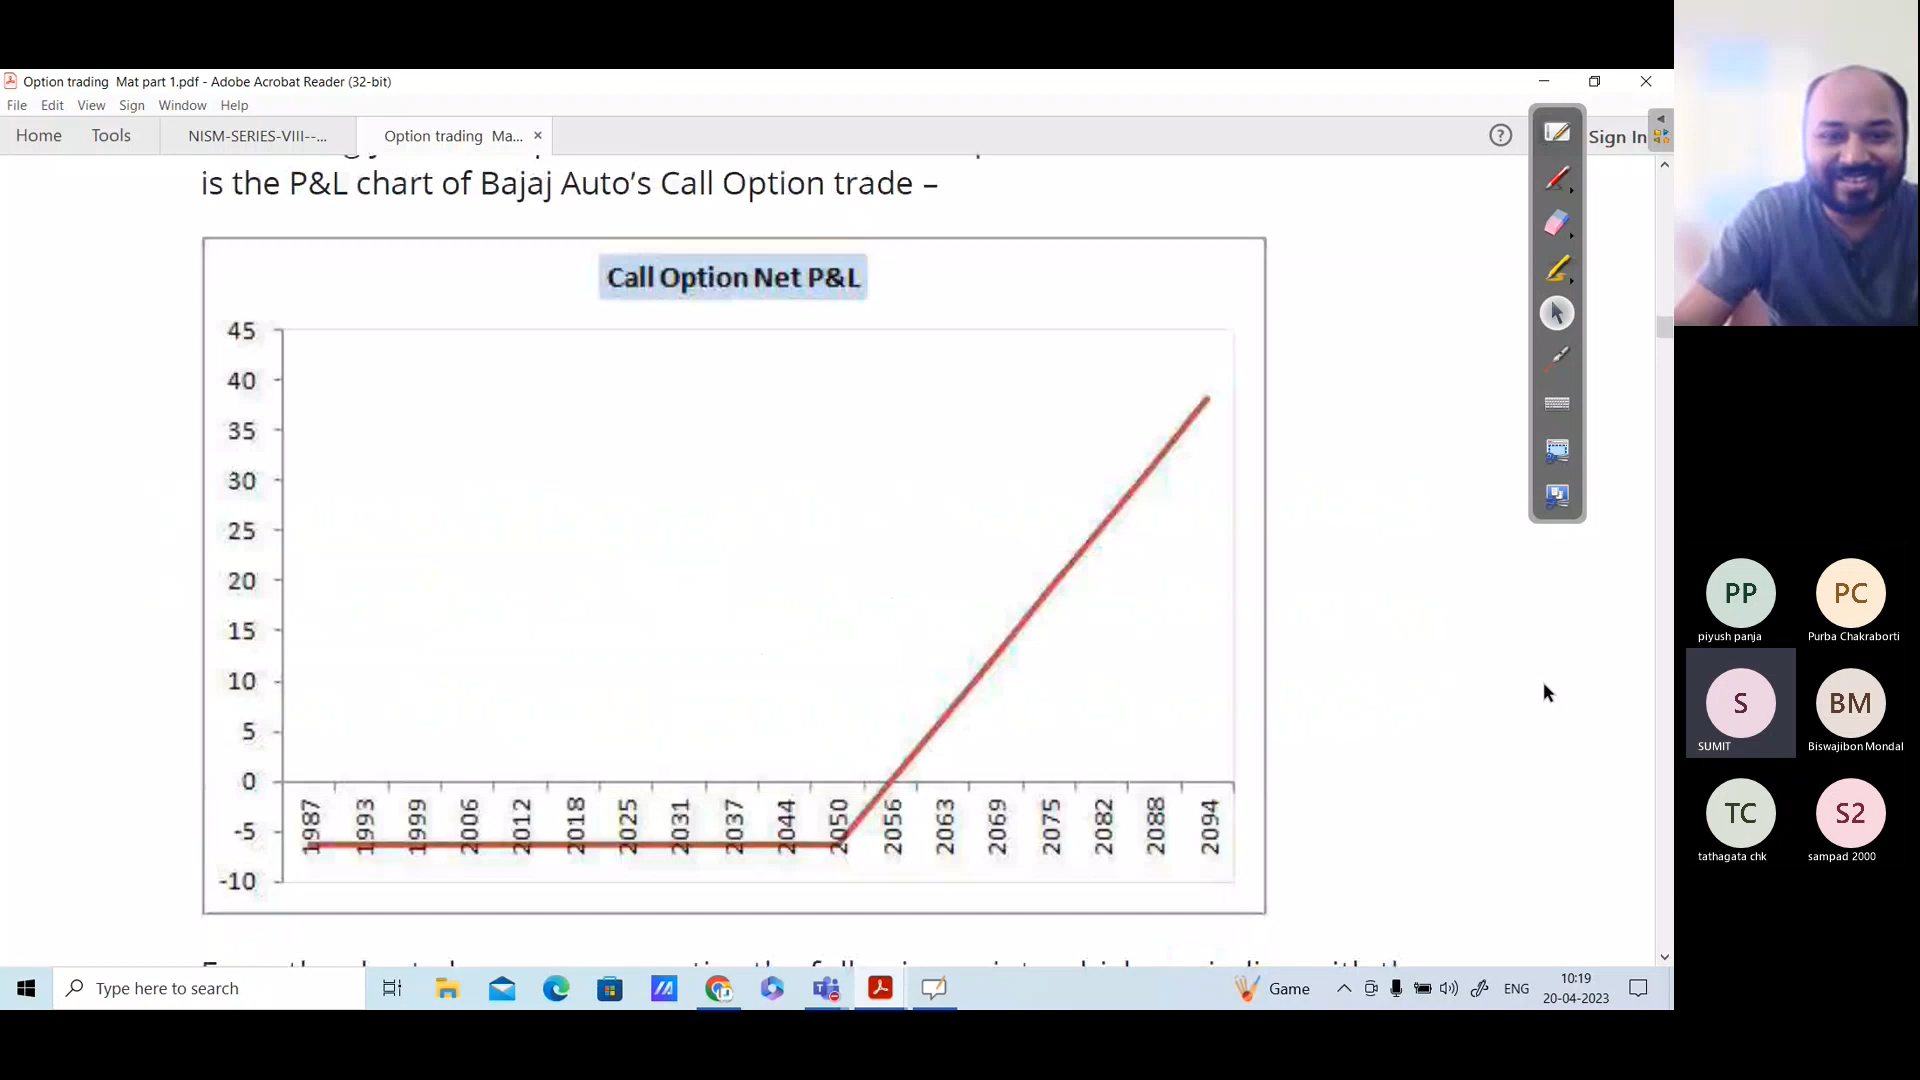 Option trading  Mat part 1.pdf - Adobe Acrobat Reader (32-bit)
File Edit View Sign Window Help
Home Tools NISM-SERIES-VIII--... Option trading  Ma... × ? Sign In
is the P&L chart of Bajaj Auto’s Call Option trade –
Call Option Net P&L
45
40
35
30
25
20
15
10
5
0
-5
-10
1987 1993 1999 2006 2012 2018 2025 2031 2037 2044 2050 2056 2063 2069 2075 2082 2088 2094
PP PC
piyush panja Purba Chakraborti
S BM
SUMIT Biswajibon Mondal
TC S2
tathagata chk sampad 2000
Type here to search
Game ENG
10:19
20-04-2023